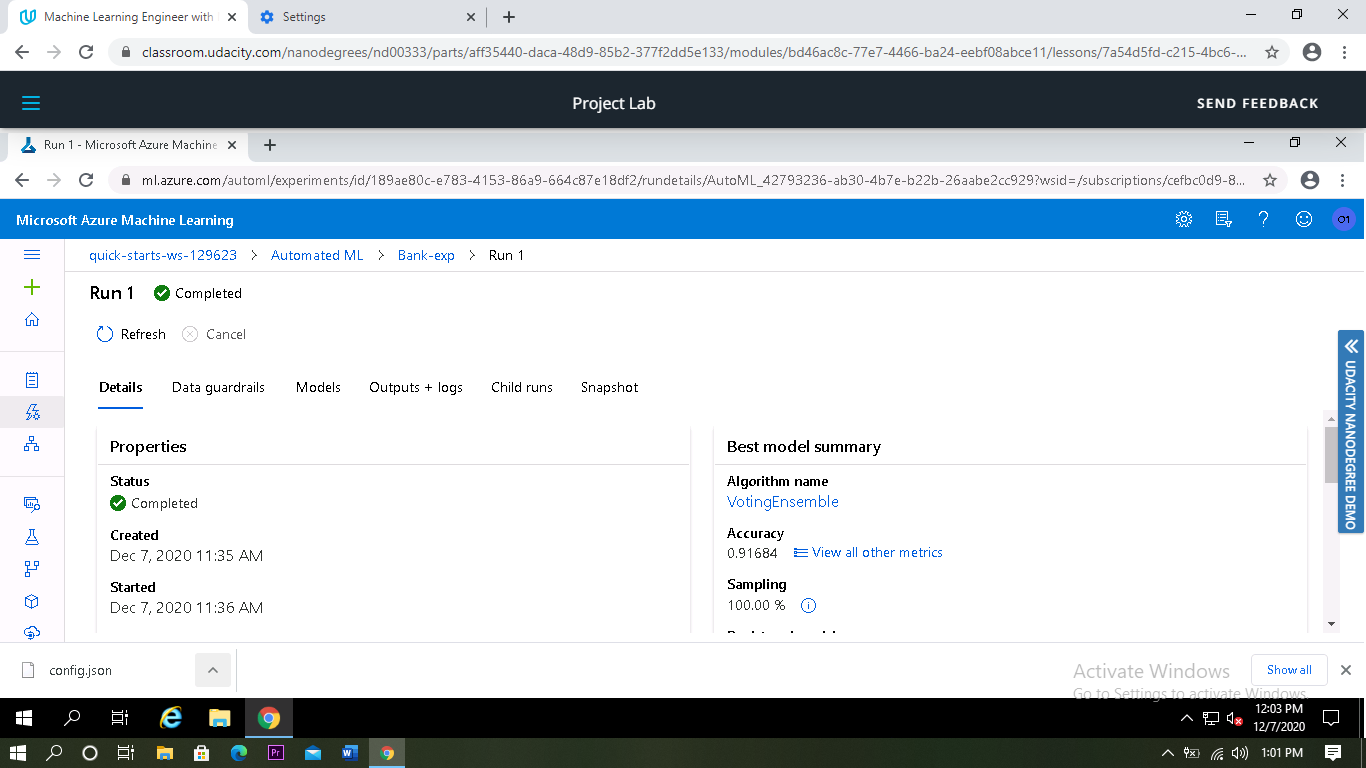 Machine Learning Engineer with
Settings
classroom.udacity.com/nanodegrees/nd00333/parts/aff35440-daca-48d9-85b2-377f2dd5e133/modules/bd46ac8c-77e7-4466-ba24-eebf08abce11/lessons/7a54d5fd-c215-4bc6-...
Project Lab
SEND FEEDBACK
Run 1 - Microsoft Azure Machine
ml.azure.com/automl/experiments/id/189ae80c-e783-4153-86a9-664c87e18df2/rundetails/AutoML_42793236-ab30-4b7e-b22b-26aabe2cc929?wsid=/subscriptions/cefbc0d9-8...
Microsoft Azure Machine Learning
O1
quick-starts-ws-129623 > Automated ML > Bank-exp > Run 1
Run 1 Completed
Refresh Cancel
Details Data guardrails Models Outputs + logs Child runs Snapshot
UDACITY NANODEGREE DEMO
Properties
Status
Completed
Created
Dec 7, 2020 11:35 AM
Started
Dec 7, 2020 11:36 AM
Best model summary
Algorithm name
VotingEnsemble
Accuracy
0.91684 View all other metrics
Sampling
100.00 %
config.json
Activate Windows
Go to Settings to activate Windows.
Show all
12:03 PM
12/7/2020
1:01 PM